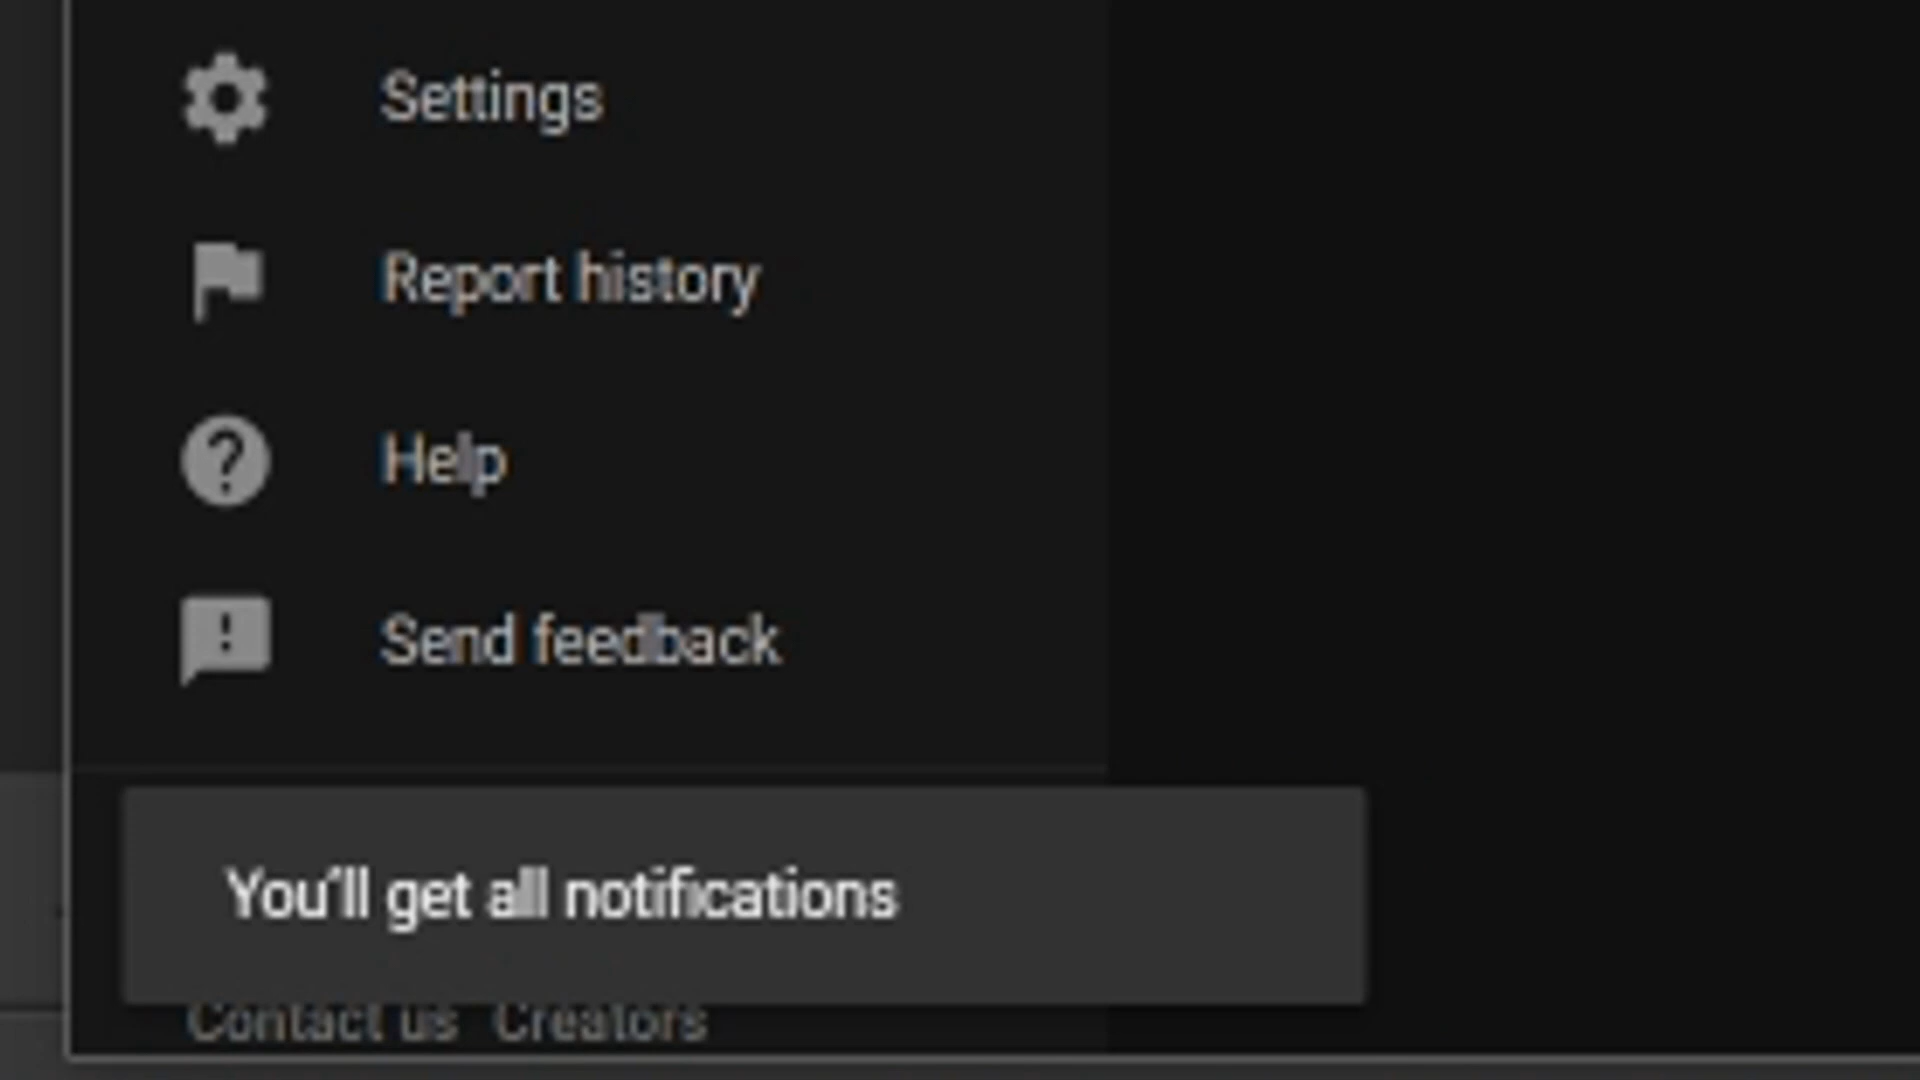 Settings
Report history
Help
Send feedback
You'll get all notifications
Contact us Creators